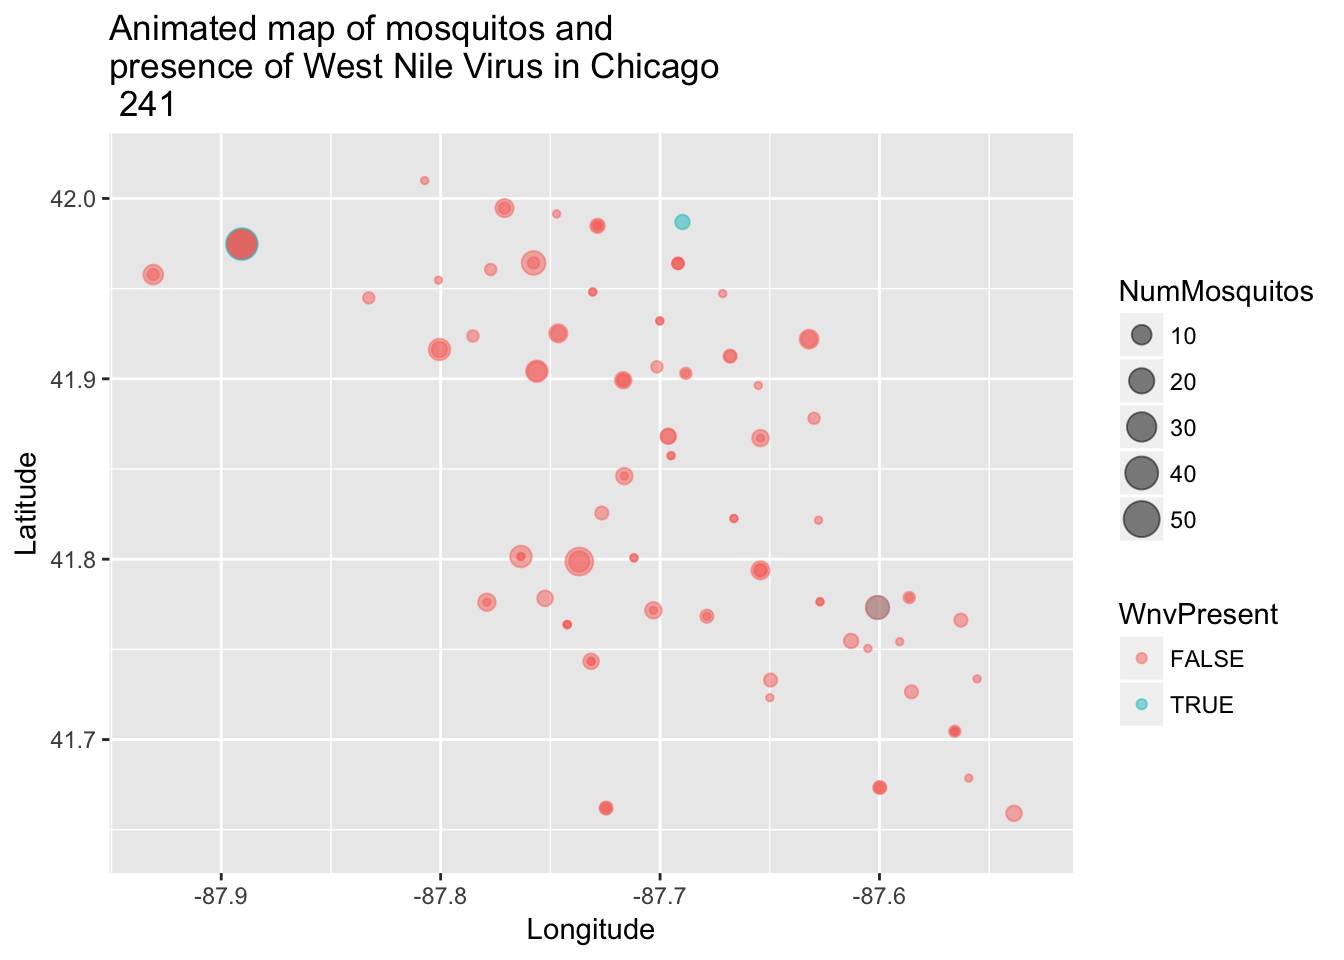 Animated map of mosquitos and
presence of West Nile Virus in Chicago
241
42.0
41.9
41.8
41.7
Latitude
-87.9
-87.8
-87.7
-87.6
Longitude
NumMosquitos
10
20
30
40
50
WnvPresent
FALSE
TRUE